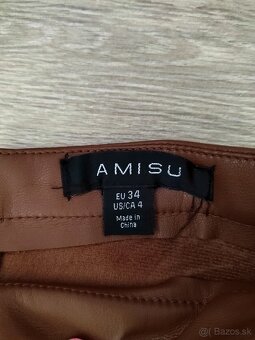 AMISU
EU 34
US/CA 4
Made in
China
Bazos.sk